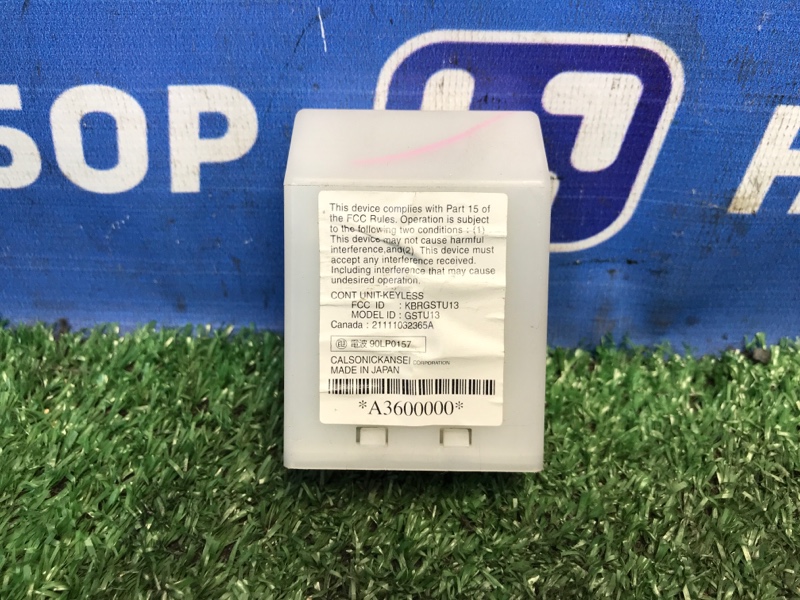 БОР
Н
This device complies with Part 15 of
the FCC Rules. Operation is subject
to the following two conditions : (1)
This device may not cause harmful
interference,and(2) This device must
accept any interference received.
Including interference that may cause
undesired operation.
CONT UNIT-KEYLESS
FCC ID : KBRGSTU13
MODEL ID : GSTU13
Canada : 21111032365A
電波 90LP0157
CALSONICKANSEI CORPORATION
MADE IN JAPAN
*A3600000*